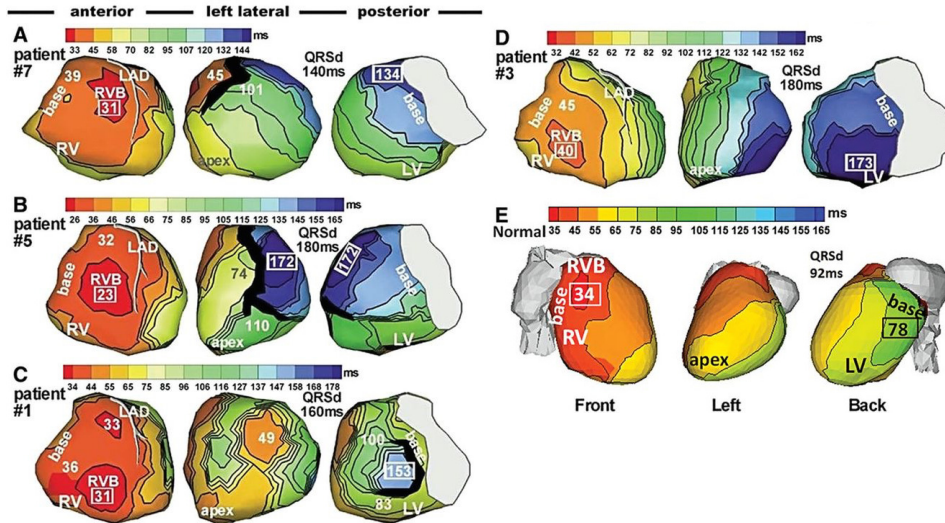 anterior left lateral posterior
A
ms
33 45 58 70 82 95 107 120 132 144
patient
#7
QRSd
140ms
39
LAD
RVB
31
base
RV
45
101
apex
134
base
LV
B
ms
26 36 46 56 66 75 85 95 105 115 125 135 145 155 165
patient
#5
QRSd
180ms
32
LAD
base
RVB
23
RV
74
172
110
apex
172
LV
C
ms
34 44 55 65 75 85 96 106 116 127 137 147 158 168 178
patient
#1
QRSd
160ms
LAD
33
base
36
RVB
31
RV
49
apex
100
base
153
83
LV
D
ms
32 42 52 62 72 82 92 102 112 122 132 142 152 162
patient
#3
QRSd
180ms
LAD
base
45
RVB
40
RV
apex
base
173
LV
E
ms
Normal
35 45 55 65 75 85 95 105 115 125 135 145 155 165
QRSd
92ms
RVB
34
base
RV
apex
base
78
LV
Front Left Back